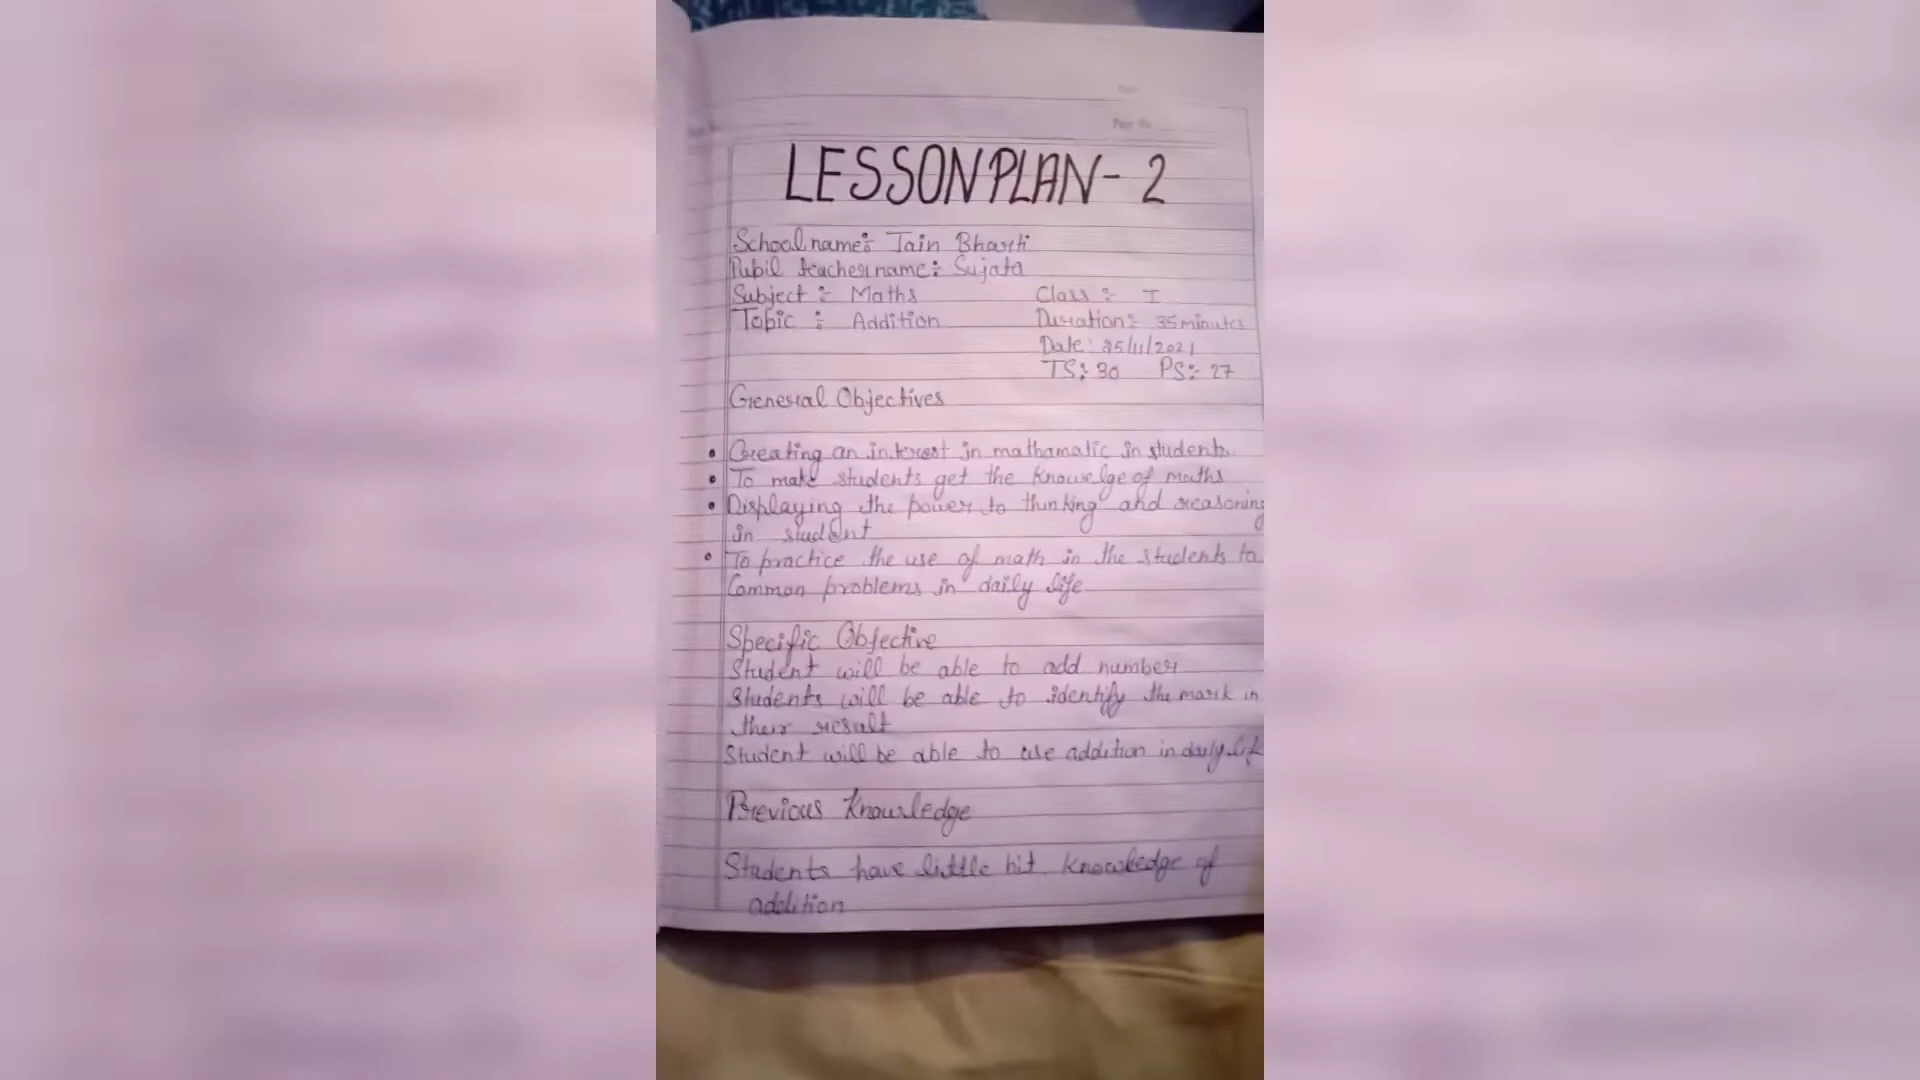 Page No
LESSON PLAN - 2
School name:- Jain Bharti
Pupil teacher name:- Sujata
Subject :- Maths Class :- I
Topic :- Addition Duration:- 35 minutes
Date: 25/11/2021
TS:- 30 PS:- 27
General Objectives
• Creating an interest in mathamatic in students.
• To make students get the knowelge of maths
• Displaying the power to thinking and reasoning
in student
• To practice the use of math in the students to
Common problems in daily life
Specific Objective
Student will be able to add number
Students will be able to identify the mark in
their result
Student will be able to use addition in daily life
Previous Knowledge
Students have little bit knowledge of
addition